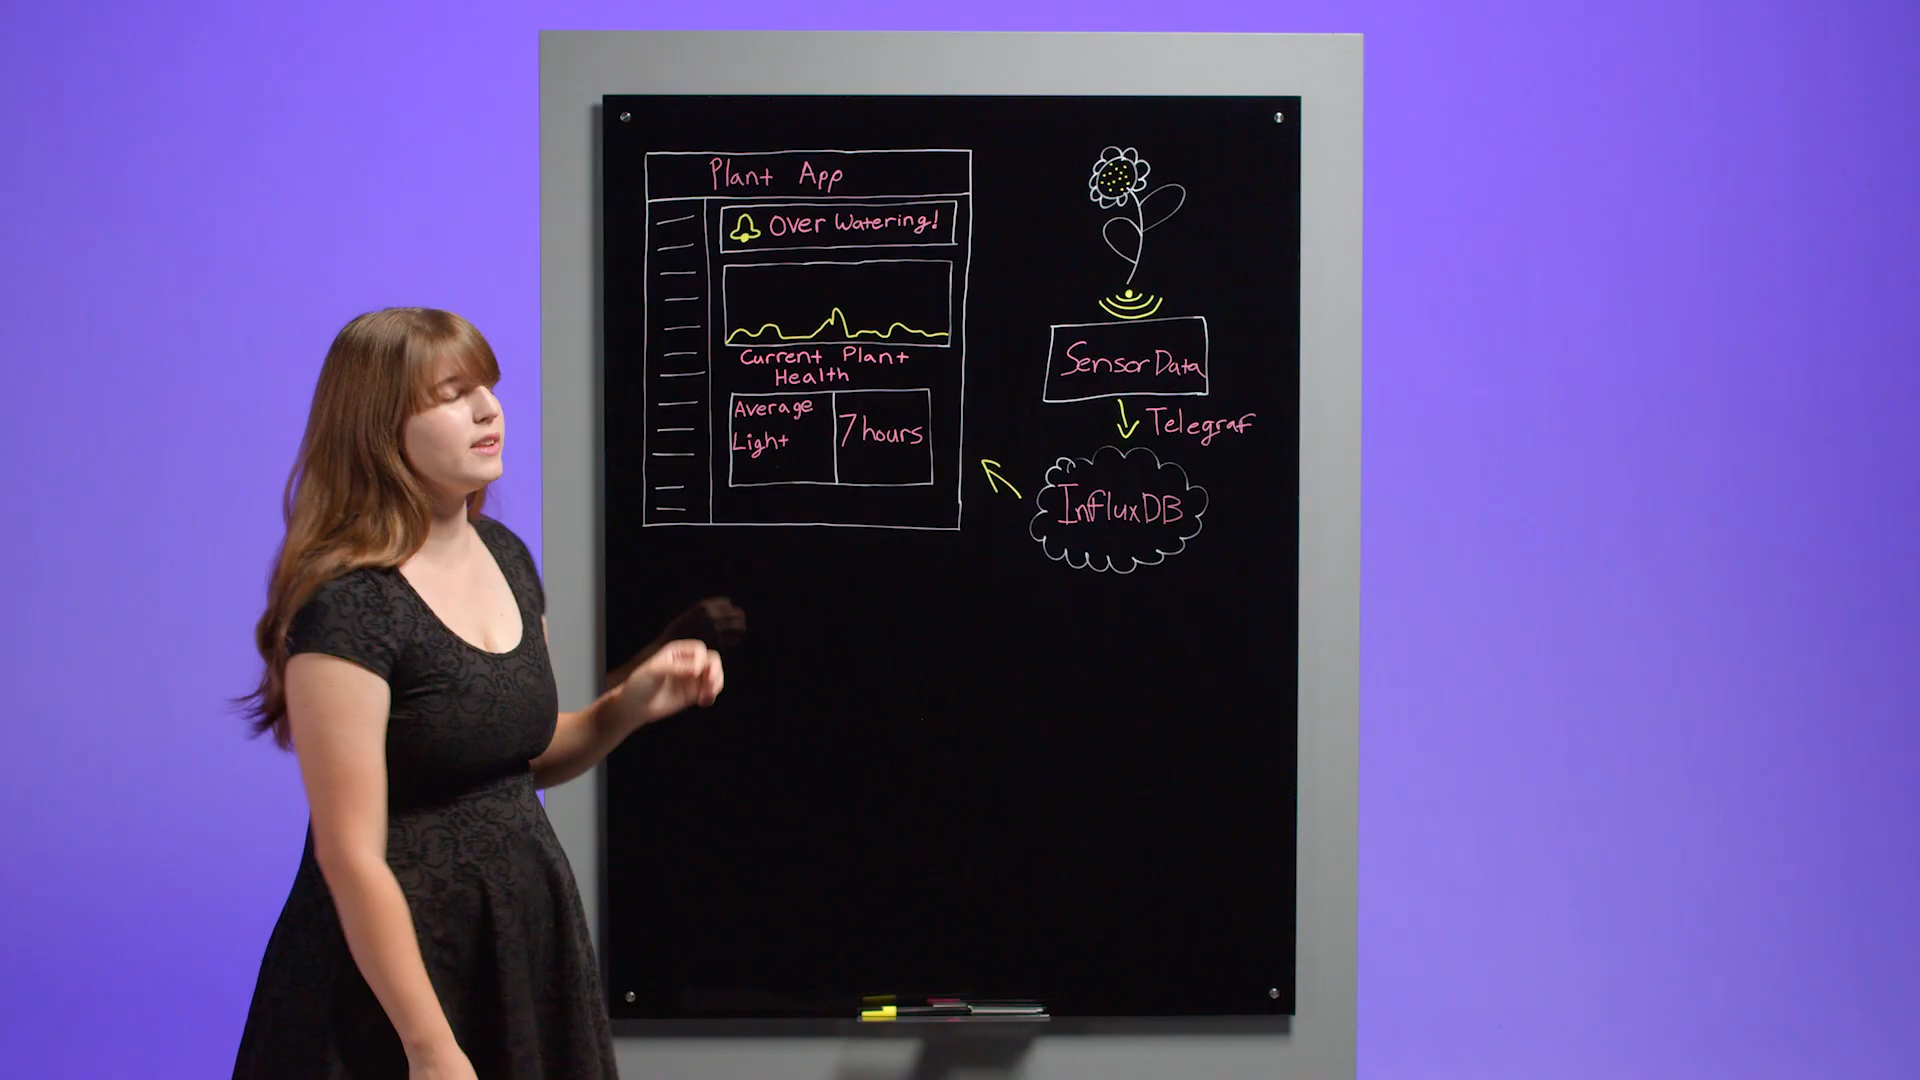 Plant App
Over Watering!
Current Plant
Health
Average
Light
7 hours
Sensor Data
Telegraf
InfluxDB